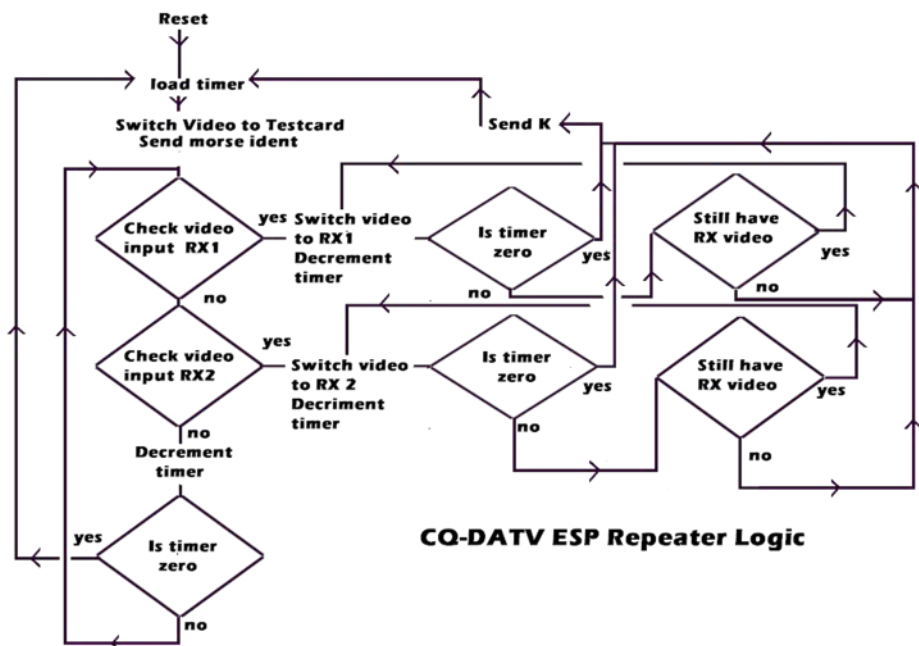 Reset
load timer
Switch Video to Testcard
Send morse ident
Send K
Check video
input RX1
yes
Switch video
to RX1
Decrement
timer
Is timer
zero
yes
no
Still have
RX video
yes
no
no
Check video
input RX2
yes
Switch video
to RX 2
Decriment
timer
Is timer
zero
yes
no
Still have
RX video
yes
no
no
Decrement
timer
yes
Is timer
zero
no
CQ-DATV ESP Repeater Logic